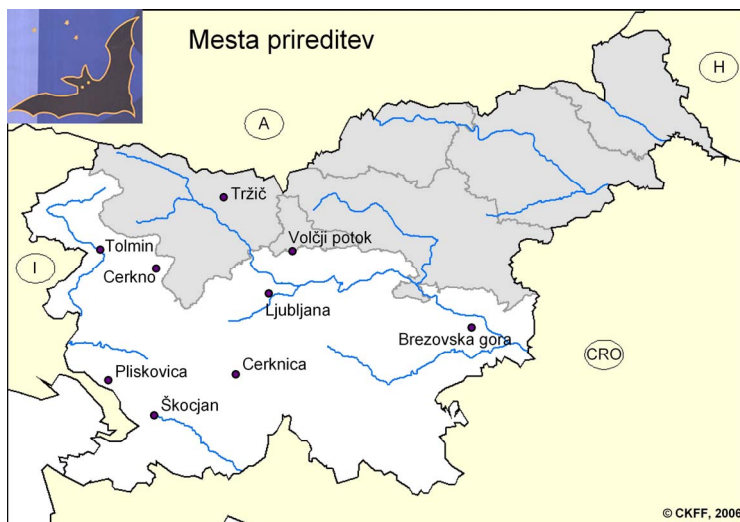 Mesta prireditev
H
A
Tržič
Tolmin
Volčji potok
I
Cerkno
Ljubljana
Brezovska gora
CRO
Pliskovica
Cerknica
Škocjan
© CKFF, 2006